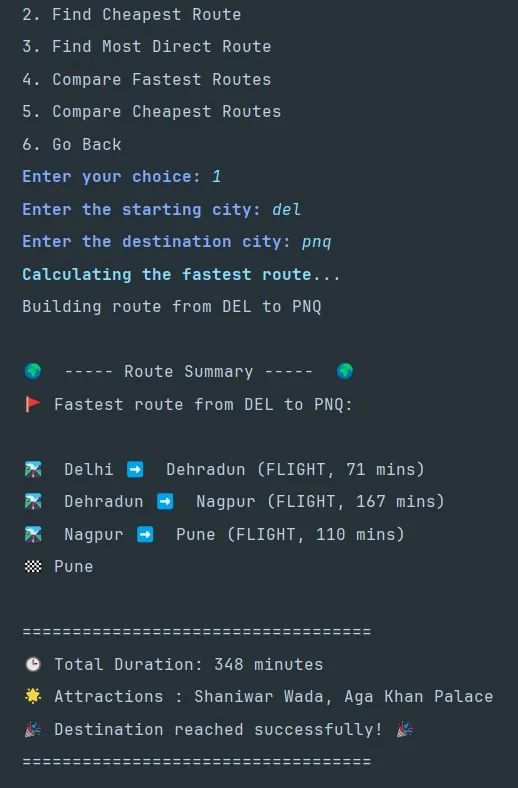 2. Find Cheapest Route
3. Find Most Direct Route
4. Compare Fastest Routes
5. Compare Cheapest Routes
6. Go Back
Enter your choice: 1
Enter the starting city: del
Enter the destination city: pnq
Calculating the fastest route...
Building route from DEL to PNQ
🌍 ----- Route Summary ----- 🌍
🚩 Fastest route from DEL to PNQ:
🛣️ Delhi ➡️ Dehradun (FLIGHT, 71 mins)
🛣️ Dehradun ➡️ Nagpur (FLIGHT, 167 mins)
🛣️ Nagpur ➡️ Pune (FLIGHT, 110 mins)
🏁 Pune
===================================
🕒 Total Duration: 348 minutes
🌟 Attractions : Shaniwar Wada, Aga Khan Palace
🎉 Destination reached successfully! 🎉
===================================